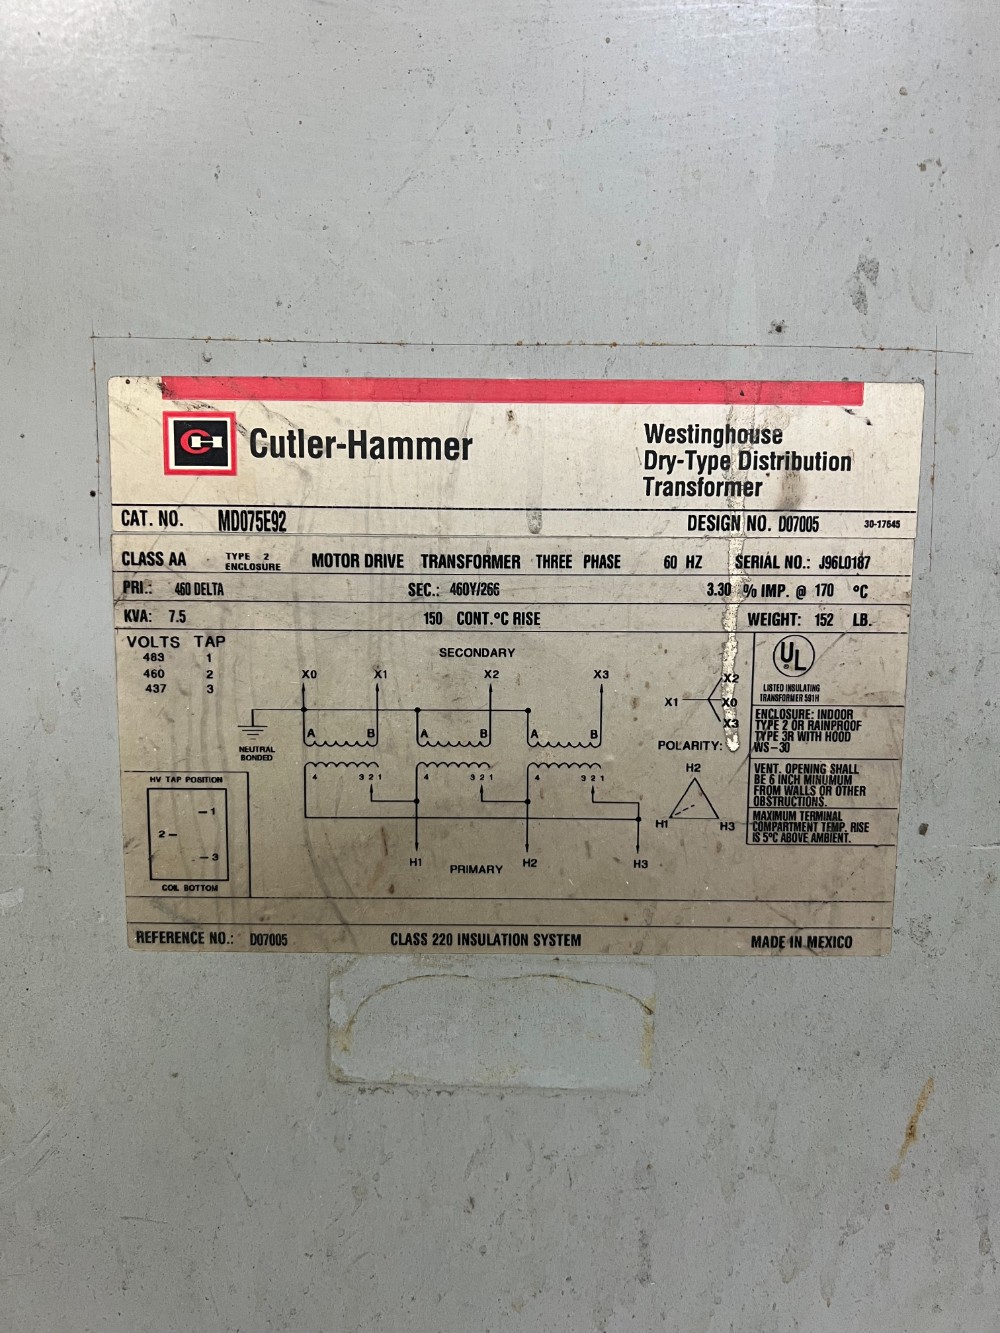 CH Cutler-Hammer
Westinghouse
Dry-Type Distribution
Transformer
CAT. NO. MD075E92 DESIGN NO. D07005 30-17645
CLASS AA TYPE 2 ENCLOSURE MOTOR DRIVE TRANSFORMER THREE PHASE 60 HZ SERIAL NO.: J96L0187
PRI.: 460 DELTA SEC.: 460Y/266 3.30 % IMP. @ 170 °C
KVA: 7.5 150 CONT.°C RISE WEIGHT: 152 LB.
VOLTS TAP
483 1
460 2
437 3
SECONDARY
X0 X1 X2 X3
A B A B A B
NEUTRAL
BONDED
4 3 2 1 4 3 2 1 4 3 2 1
H1 H2 H3
PRIMARY
HV TAP POSITION
1
2
3
COIL BOTTOM
X2
X1 X0
X3
POLARITY:
H2
H1 H3
UL
LISTED INSULATING
TRANSFORMER 591H
ENCLOSURE: INDOOR
TYPE 2 OR RAINPROOF
TYPE 3R WITH HOOD
WS-30
VENT. OPENING SHALL
BE 6 INCH MINUMUM
FROM WALLS OR OTHER
OBSTRUCTIONS.
MAXIMUM TERMINAL
COMPARTMENT TEMP. RISE
IS 5°C ABOVE AMBIENT.
REFERENCE NO.: D07005 CLASS 220 INSULATION SYSTEM MADE IN MEXICO